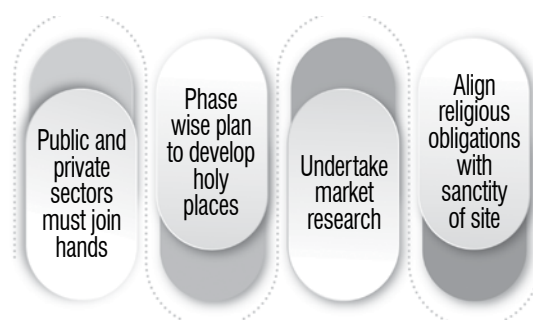 Public and
private
sectors
must join
hands
Phase
wise plan
to develop
holy
places
Undertake
market
research
Align
religious
obligations
with
sanctity
of site